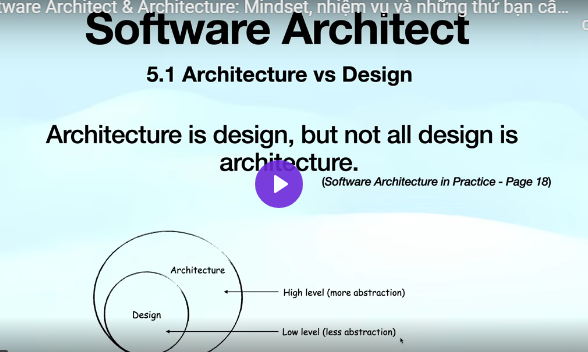 tware Architect & Architecture: Mindset, nhiệm vụ và những thứ bạn cầ...
Software Architect
5.1 Architecture vs Design
Architecture is design, but not all design is
architecture.
(Software Architecture in Practice - Page 18)
Architecture
High level (more abstraction)
Design
Low level (less abstraction)